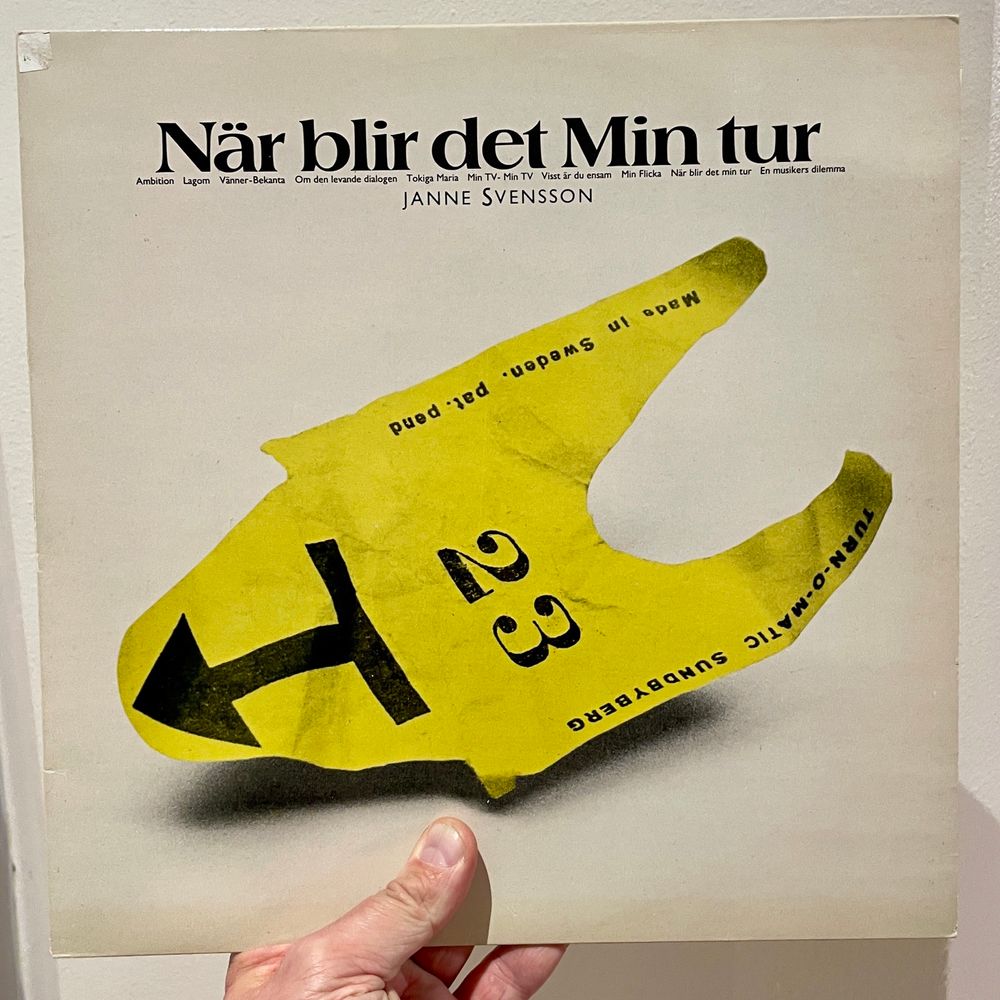 När blir det Min tur
Ambition Lagom Vänner-Bekanta Om den levande dialogen Tokiga Maria Min TV- Min TV Visst är du ensam Min Flicka När blir det min tur En musikers dilemma
JANNE SVENSSON
Made in Sweden. pat. pend
23
TURN-O-MATIC SUNDBYBERG